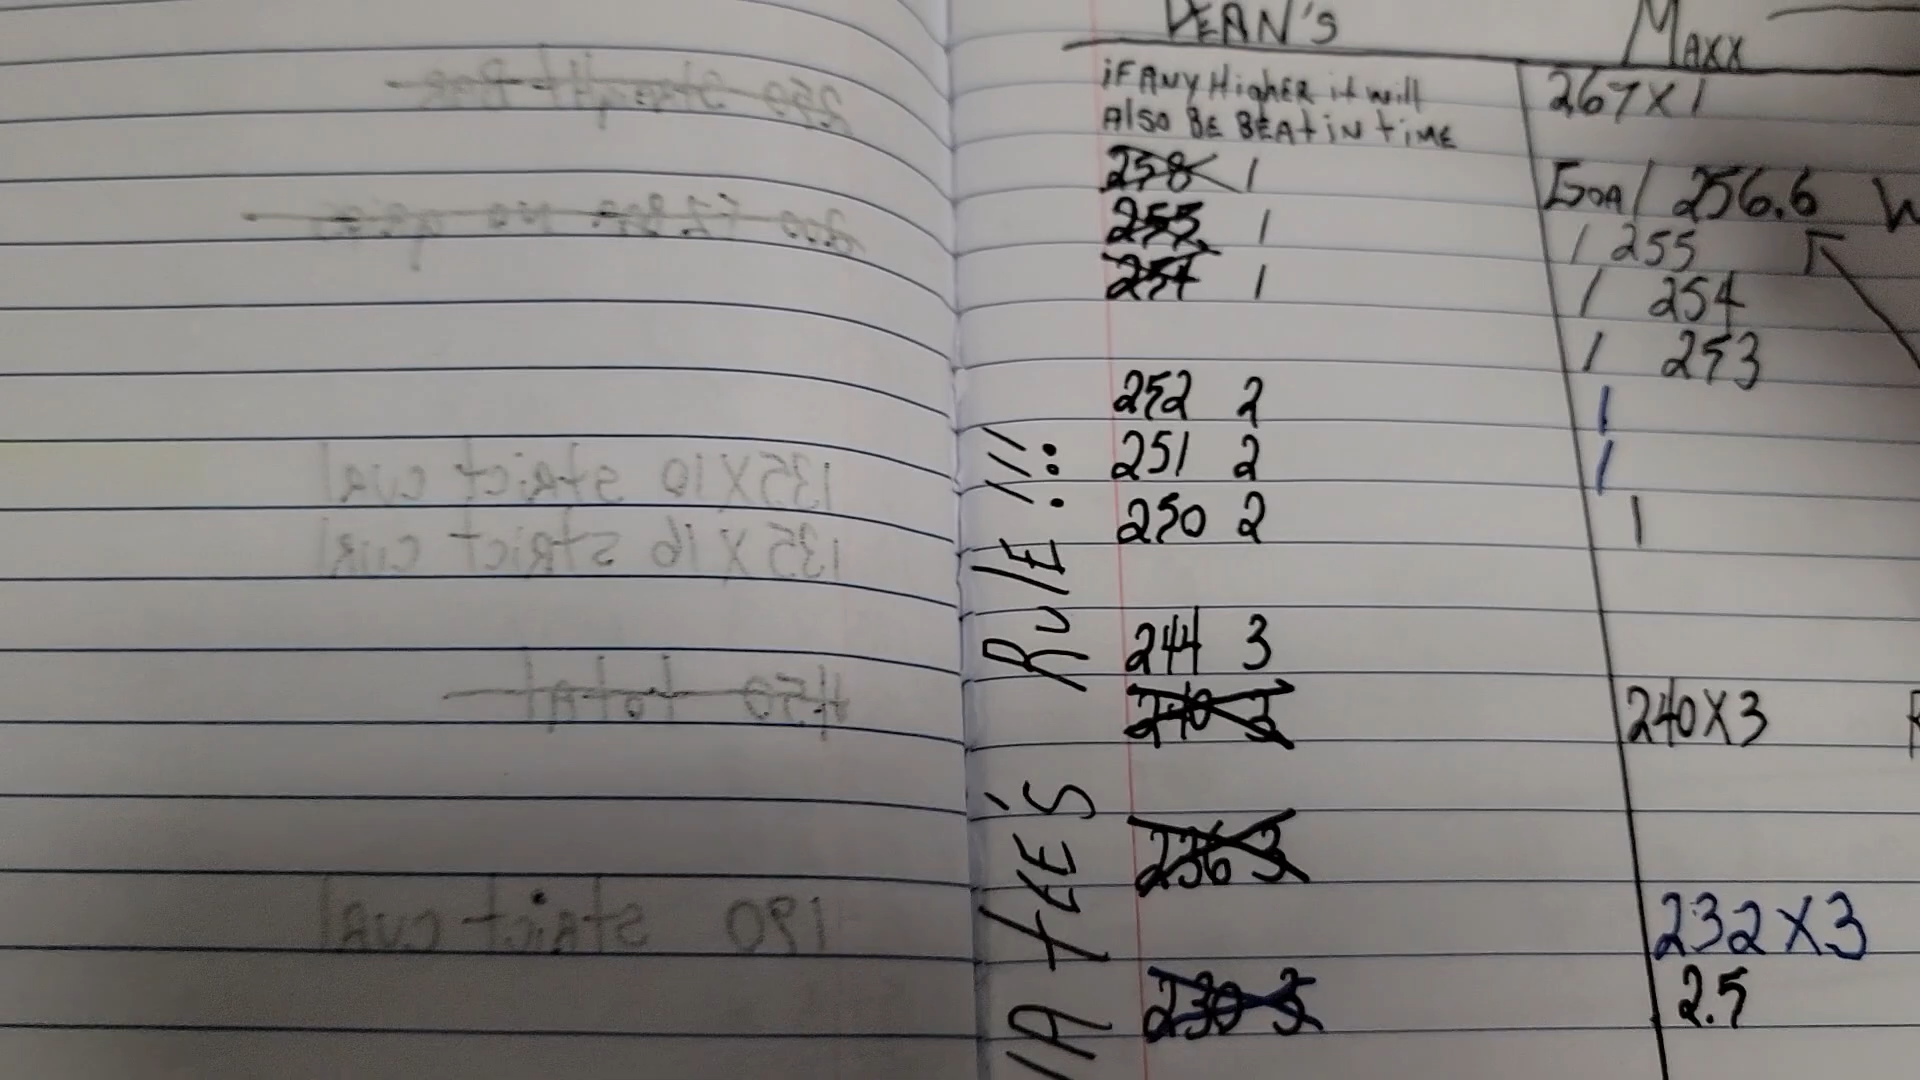 DEAN'S
MAXX
iF ANY HigHER it will
Also BE BEAt iN tiME
258 1
255 1
254 1
252 2
251 2
250 2
244 3
240 3
236 3
230 3
267 X 1
Goal 256.6
1 255
1 254
1 253
1
1
1
240X3
232X3
2.5
RulE !!!
250 StRAigHt BAR
135X10 stRict cuRl
135X16 stRict cuRl
450 totAl
190 stRict cuRl